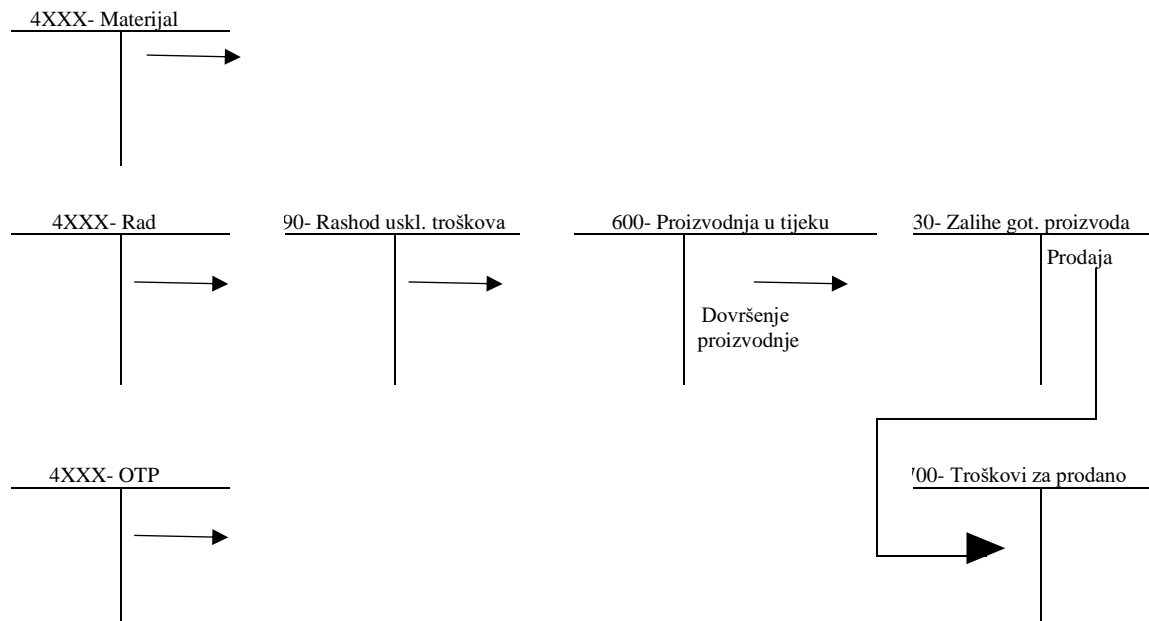 4XXX- Materijal
4XXX- Rad
90- Rashod uskl. troškova
600- Proizvodnja u tijeku
30- Zalihe got. proizvoda
Prodaja
Dovršenje
proizvodnje
4XXX- OTP
00- Troškovi za prodano